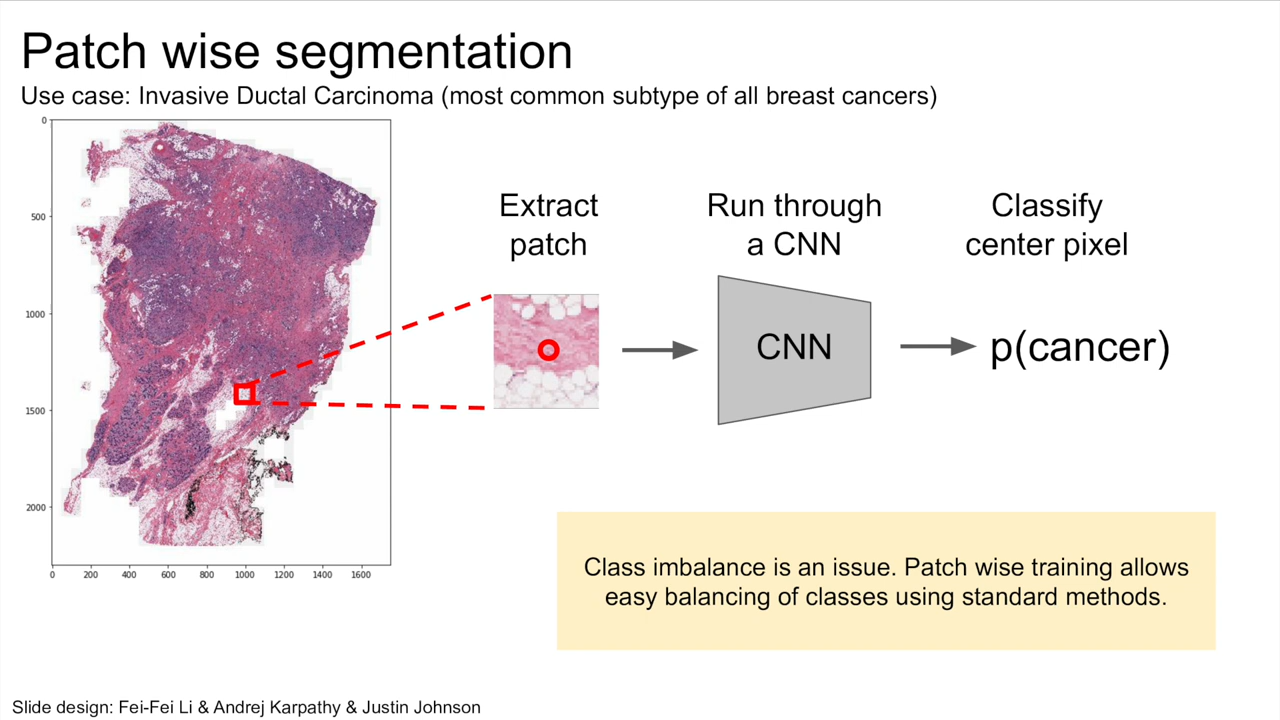 Patch wise segmentation
Use case: Invasive Ductal Carcinoma (most common subtype of all breast cancers)
0
500
1000
1500
2000
0 200 400 600 800 1000 1200 1400 1600
Extract
patch
Run through
a CNN
Classify
center pixel
CNN
p(cancer)
Class imbalance is an issue. Patch wise training allows
easy balancing of classes using standard methods.
Slide design: Fei-Fei Li & Andrej Karpathy & Justin Johnson